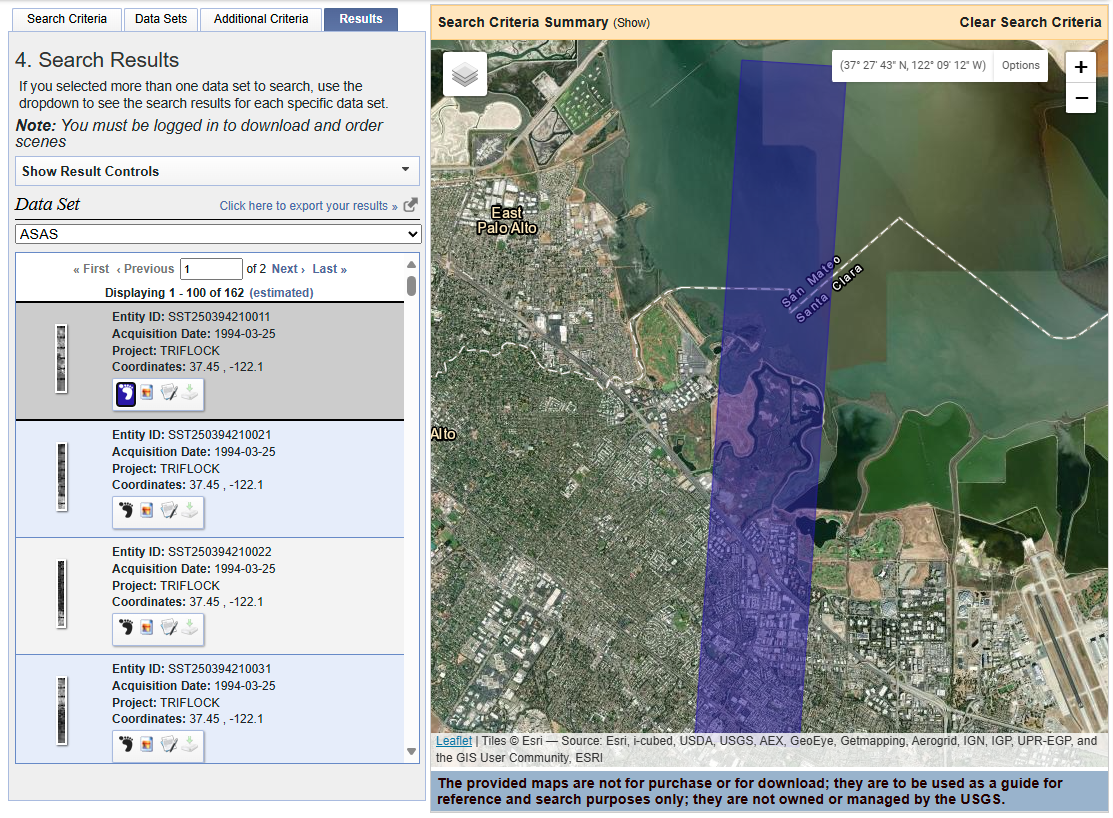 Search Criteria
Data Sets
Additional Criteria
Results
4. Search Results
If you selected more than one data set to search, use the
dropdown to see the search results for each specific data set.
Note: You must be logged in to download and order
scenes
Show Result Controls
Data Set
Click here to export your results »
ASAS
« First ‹ Previous 1 of 2 Next › Last »
Displaying 1 - 100 of 162 (estimated)
Entity ID: SST250394210011
Acquisition Date: 1994-03-25
Project: TRIFLOCK
Coordinates: 37.45 , -122.1
Entity ID: SST250394210021
Acquisition Date: 1994-03-25
Project: TRIFLOCK
Coordinates: 37.45 , -122.1
Entity ID: SST250394210022
Acquisition Date: 1994-03-25
Project: TRIFLOCK
Coordinates: 37.45 , -122.1
Entity ID: SST250394210031
Acquisition Date: 1994-03-25
Project: TRIFLOCK
Coordinates: 37.45 , -122.1
Search Criteria Summary (Show)
Clear Search Criteria
(37° 27' 43" N, 122° 09' 12" W)
Options
+
−
East
Palo Alto
San Mateo
Santa Clara
Alto
Leaflet | Tiles © Esri — Source: Esri, i-cubed, USDA, USGS, AEX, GeoEye, Getmapping, Aerogrid, IGN, IGP, UPR-EGP, and
the GIS User Community, ESRI
The provided maps are not for purchase or for download; they are to be used as a guide for
reference and search purposes only; they are not owned or managed by the USGS.